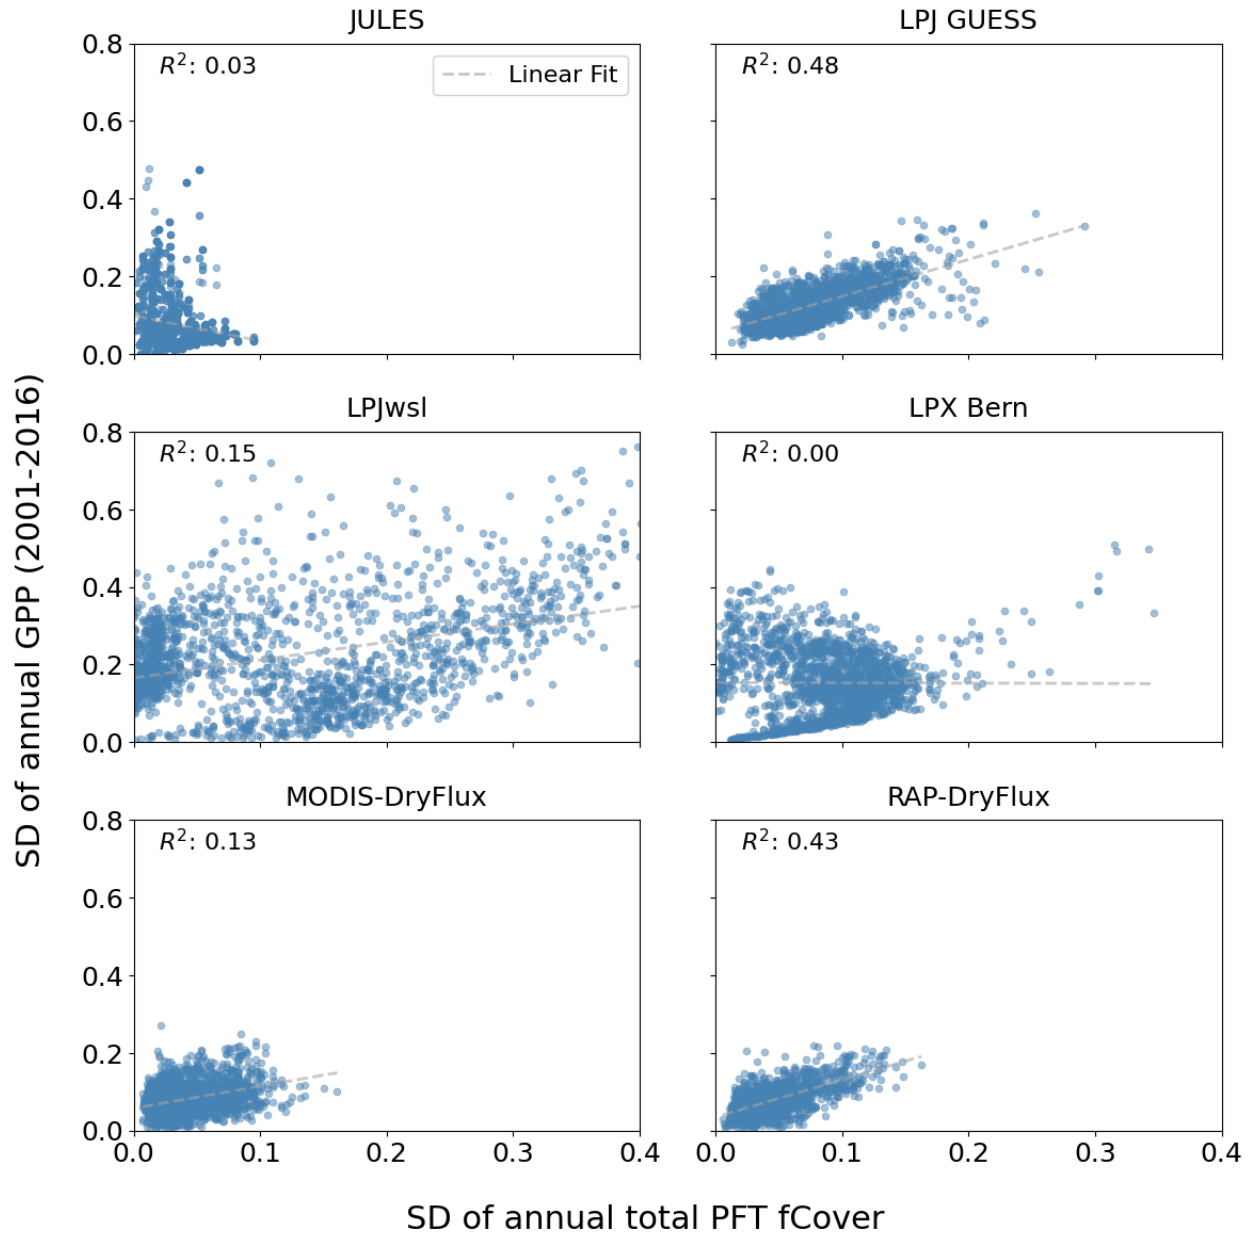 JULES
LPJ GUESS
0.8
0.6
0.4
0.2
0.0
R²: 0.03
Linear Fit
R²: 0.48
LPJwsl
LPX Bern
0.8
0.6
0.4
0.2
0.0
R²: 0.15
R²: 0.00
SD of annual GPP (2001-2016)
MODIS-DryFlux
RAP-DryFlux
0.8
0.6
0.4
0.2
0.0
R²: 0.13
R²: 0.43
0.0 0.1 0.2 0.3 0.4
0.0 0.1 0.2 0.3 0.4
SD of annual total PFT fCover